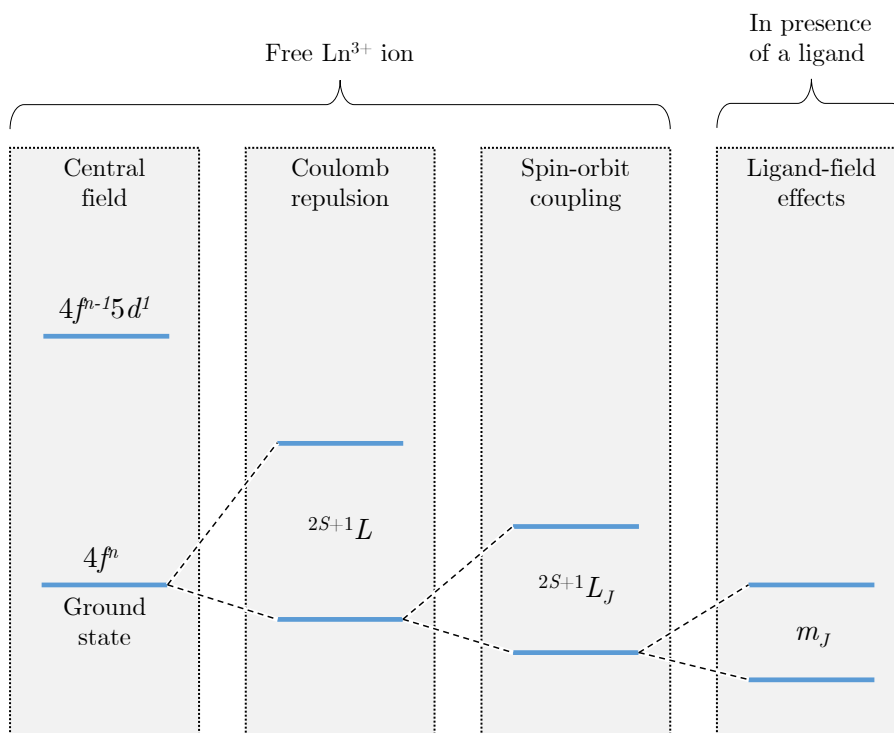 Free Ln³⁺ ion
In presence
of a ligand
Central
field
Coulomb
repulsion
Spin-orbit
coupling
Ligand-field
effects
4fⁿ⁻¹5d¹
²ˢ⁺¹L
4fⁿ
Ground
state
²ˢ⁺¹L_J
m_J